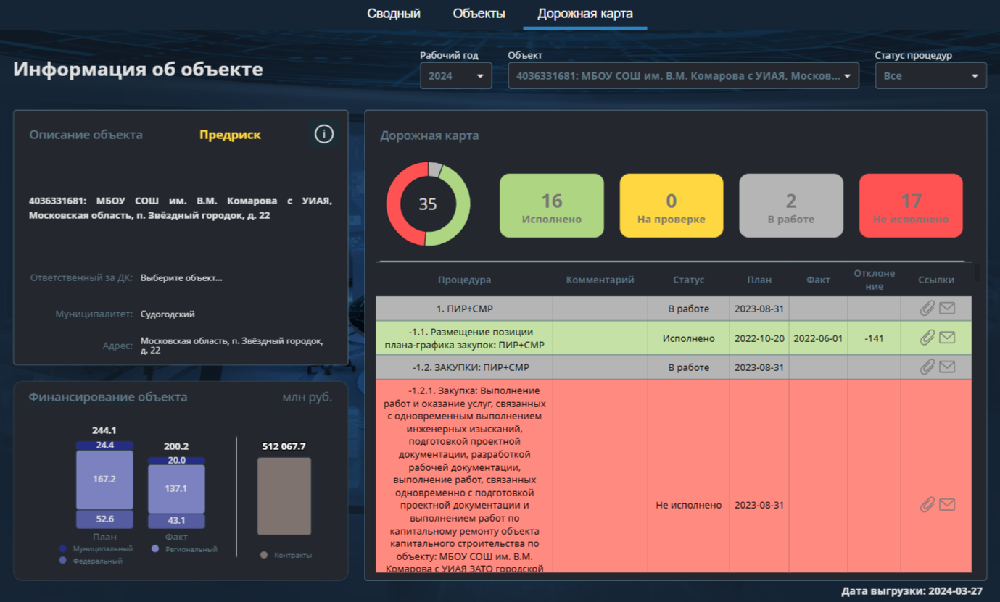 Сводный
Объекты
Дорожная карта
Информация об объекте
Рабочий год
2024
Объект
4036331681: МБОУ СОШ им. В.М. Комарова с УИАЯ, Москов...
Статус процедур
Все
Описание объекта
Предриск
4036331681: МБОУ СОШ им. В.М. Комарова с УИАЯ,
Московская область, п. Звёздный городок, д. 22
Ответственный за ДК: Выберите объект...
Муниципалитет: Судогодский
Адрес: Московская область, п. Звёздный городок,
д. 22
Финансирование объекта
млн руб.
244.1
24.4
167.2
52.6
План
200.2
20.0
137.1
43.1
Факт
512 067.7
Муниципальный
Региональный
Федеральный
Контракты
Дорожная карта
35
16
Исполнено
0
На проверке
2
В работе
17
Не исполнено
Процедура
Комментарий
Статус
План
Факт
Отклоне
ние
Ссылки
1. ПИР+СМР
В работе
2023-08-31
-1.1. Размещение позиции
плана-графика закупок: ПИР+СМР
Исполнено
2022-10-20
2022-06-01
-141
-1.2. ЗАКУПКИ: ПИР+СМР
В работе
2023-08-31
-1.2.1. Закупка: Выполнение
работ и оказание услуг, связанных
с одновременным выполнением
инженерных изысканий,
подготовкой проектной
документации, разработкой
рабочей документации,
выполнение работ, связанных
одновременно с подготовкой
проектной документации и
выполнением работ по
капитальному ремонту объекта
капитального строительства по
объекту: МБОУ СОШ им. В.М.
Комарова с УИАЯ ЗАТО городской
Не исполнено
2023-08-31
Дата выгрузки: 2024-03-27